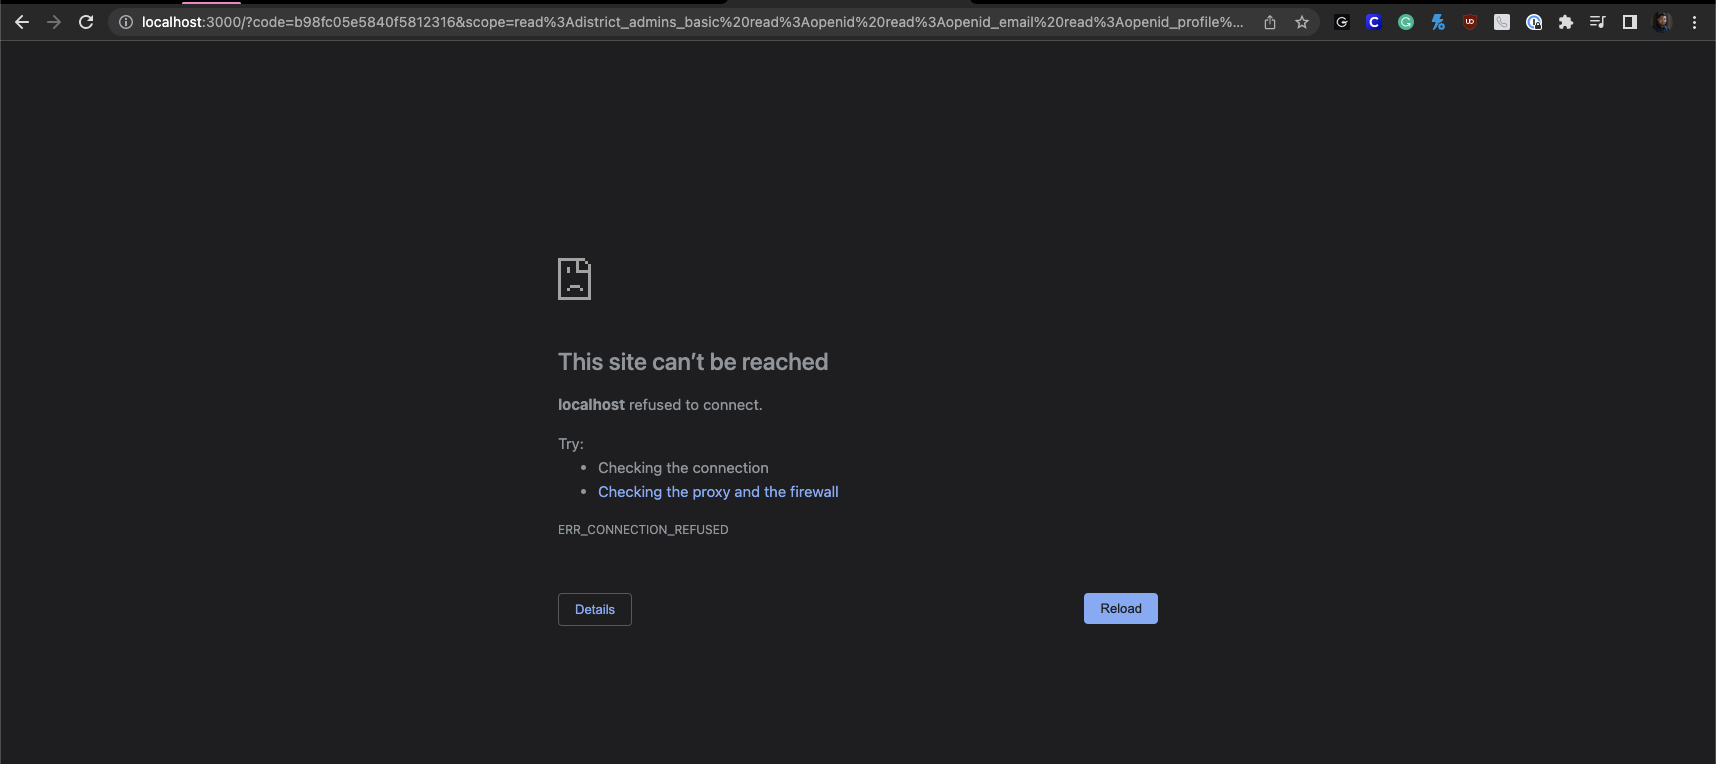 localhost:3000/?code=b98fc05e5840f5812316&scope=read%3Adistrict_admins_basic%20read%3Aopenid%20read%3Aopenid_email%20read%3Aopenid_profile%...
This site can’t be reached
localhost refused to connect.
Try:
• Checking the connection
• Checking the proxy and the firewall
ERR_CONNECTION_REFUSED
Details
Reload